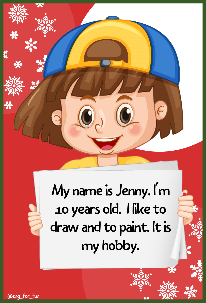 My name is Jenny. I'm
10 years old. I like to
draw and to paint. It is
my hobby.